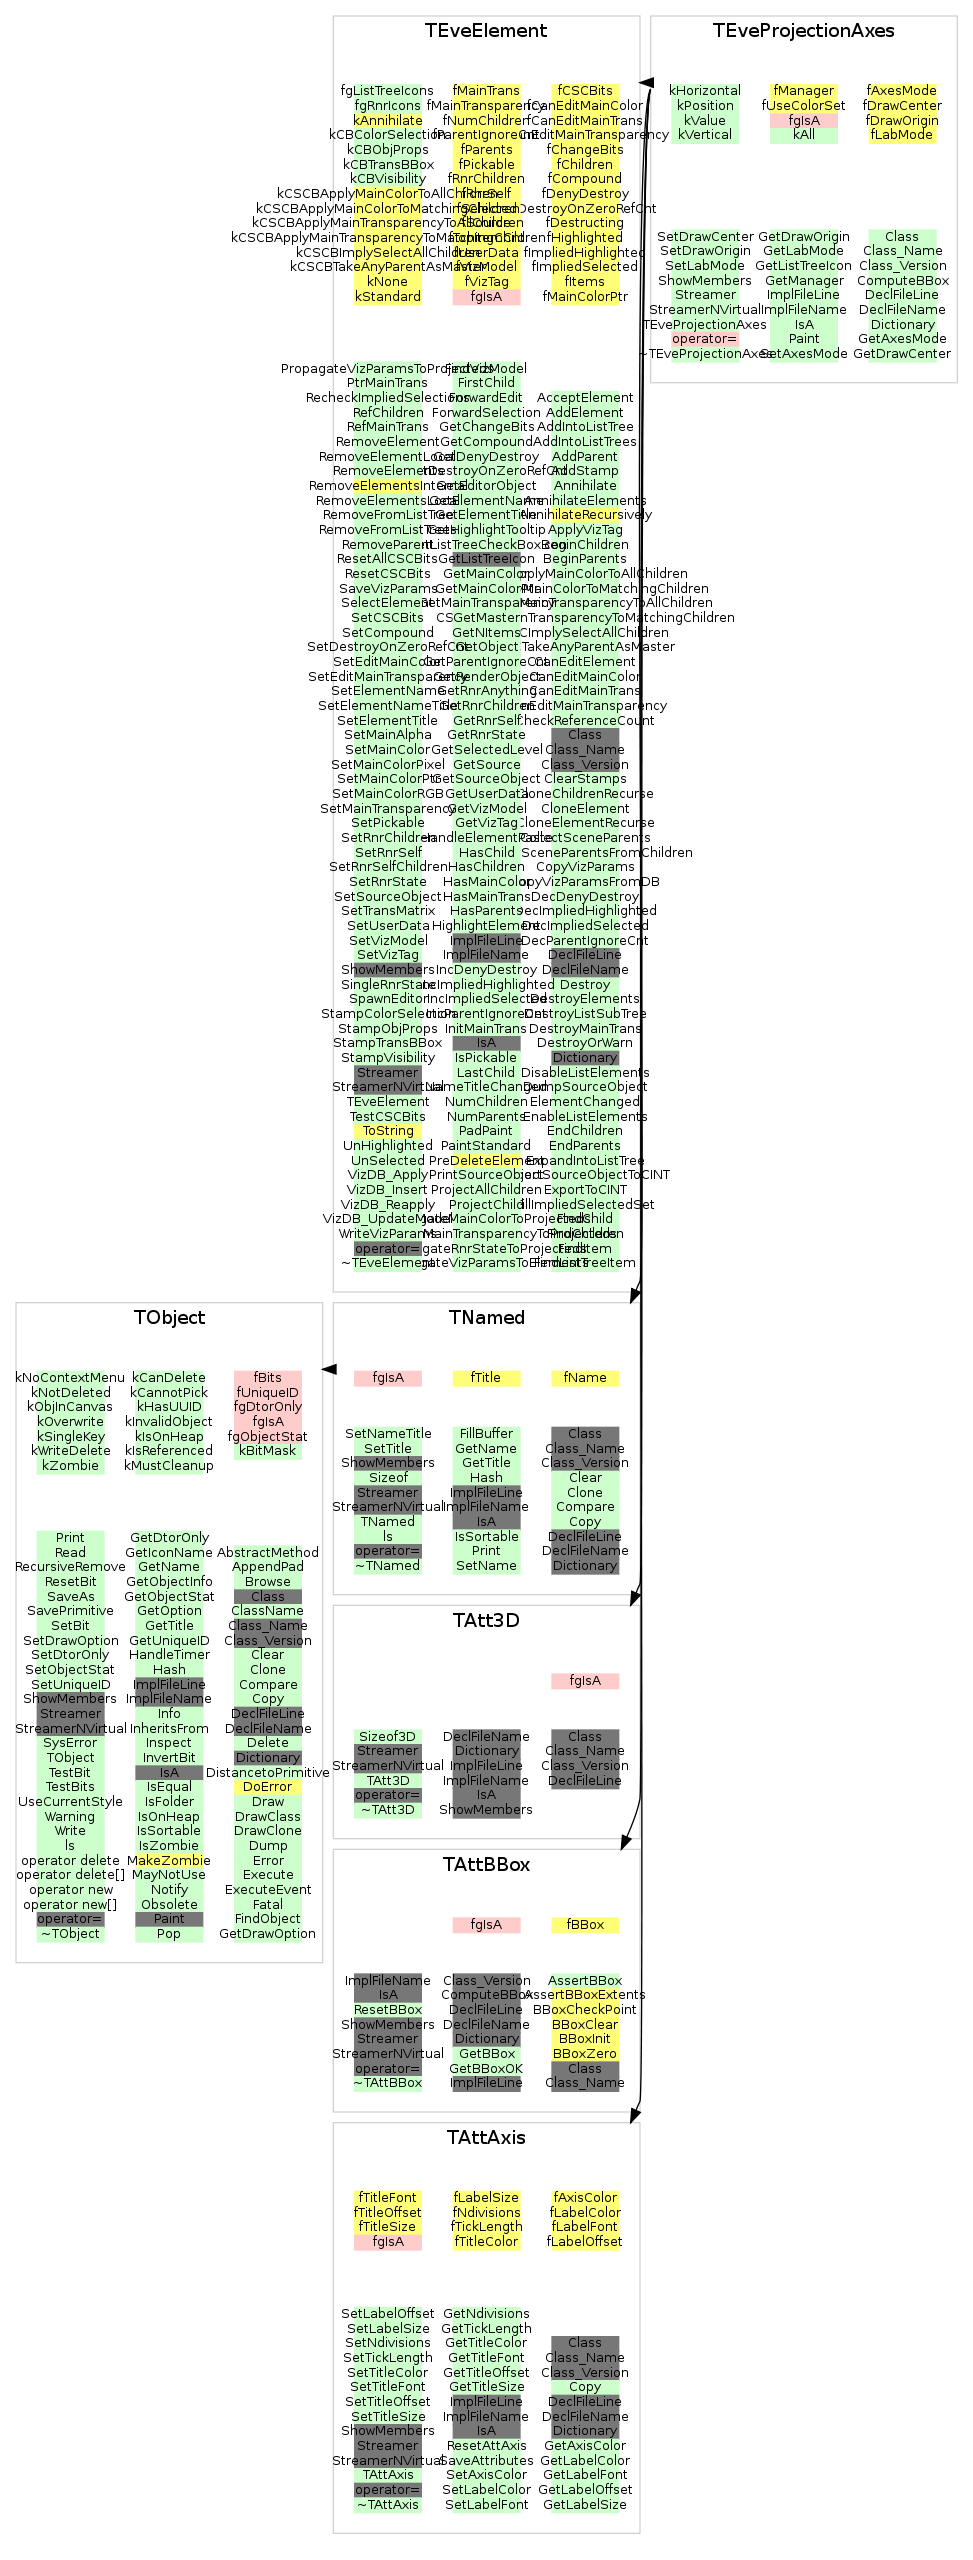 TEveElement
fgListTreeIcons
fgRnrIcons
kAnnihilate
kCBColorSelection
kCBObjProps
kCBTransBBox
kCBVisibility
kCSCBApplyMainColorToAllChildren
kCSCBApplyMainColorToMatchingChildren
kCSCBApplyMainTransparencyToAllChildren
kCSCBApplyMainTransparencyToMatchingChildren
kCSCBImplySelectAllChildren
kCSCBTakeAnyParentAsMaster
kNone
kStandard
fMainTrans
fMainTransparency
fNumChildren
fParentIgnoreCnt
fParents
fPickable
fRnrChildren
fRnrSelf
fSelected
fSource
fTopItemCnt
fUserData
fVizModel
fVizTag
fgIsA
fCSCBits
fCanEditMainColor
fCanEditMainTrans
EditMainTransparency
fChangeBits
fChildren
fCompound
fDenyDestroy
DestroyOnZeroRefCnt
fDestructing
fHighlighted
fImpliedHighlighted
fImpliedSelected
fItems
fMainColorPtr
PropagateVizParamsToProjecteds
PtrMainTrans
RecheckImpliedSelections
RefChildren
RefMainTrans
RemoveElement
RemoveElementLocal
RemoveElements
RemoveElementsInternal
RemoveElementsLocal
RemoveFromListTree
RemoveFromListTrees
RemoveParent
ResetAllCSCBits
ResetCSCBits
SaveVizParams
SelectElement
SetCSCBits
SetCompound
SetDestroyOnZeroRefCnt
SetEditMainColor
SetEditMainTransparency
SetElementName
SetElementNameTitle
SetElementTitle
SetMainAlpha
SetMainColor
SetMainColorPixel
SetMainColorPtr
SetMainColorRGB
SetMainTransparency
SetPickable
SetRnrChildren
SetRnrSelf
SetRnrSelfChildren
SetRnrState
SetSourceObject
SetTransMatrix
SetUserData
SetVizModel
SetVizTag
ShowMembers
SingleRnrState
SpawnEditor
StampColorSelection
StampObjProps
StampTransBBox
StampVisibility
Streamer
StreamerNVirtual
TEveElement
TestCSCBits
ToString
UnHighlighted
UnSelected
VizDB_Apply
VizDB_Insert
VizDB_Reapply
VizDB_UpdateModel
WriteVizParams
operator=
~TEveElement
FindVizModel
FirstChild
ForwardEdit
ForwardSelection
GetChangeBits
GetCompound
GetDenyDestroy
DestroyOnZeroRefCnt
GetEditorObject
GetElementName
GetElementTitle
GetHighlightTooltip
ListTreeCheckBoxIcon
GetListTreeIcon
GetMainColor
GetMainColorPtr
GetMainTransparency
GetMaster
GetNItems
GetObject
GetParentIgnoreCnt
GetRenderObject
GetRnrAnything
GetRnrChildren
GetRnrSelf
GetRnrState
GetSelectedLevel
GetSource
GetSourceObject
GetUserData
GetVizModel
GetVizTag
HandleElementPaste
HasChild
HasChildren
HasMainColor
HasMainTrans
HasParents
HighlightElement
ImplFileLine
ImplFileName
IncDenyDestroy
IncImpliedHighlighted
IncImpliedSelected
IncParentIgnoreCnt
InitMainTrans
IsA
IsPickable
LastChild
NameTitleChanged
NumChildren
NumParents
PadPaint
PaintStandard
PreDeleteElement
PrintSourceObject
ProjectAllChildren
ProjectChild
gateMainColorToProjecteds
MainTransparencyToProjecteds
gateRnrStateToProjecteds
gateVizParamsToElements
AcceptElement
AddElement
AddIntoListTree
AddIntoListTrees
AddParent
AddStamp
Annihilate
AnnihilateElements
AnnihilateRecursively
ApplyVizTag
BeginChildren
BeginParents
plyMainColorToAllChildren
MainColorToMatchingChildren
MainTransparencyToAllChildren
TransparencyToMatchingChildren
CImplySelectAllChildren
TakeAnyParentAsMaster
CanEditElement
CanEditMainColor
CanEditMainTrans
EditMainTransparency
CheckReferenceCount
Class
Class_Name
Class_Version
ClearStamps
CloneChildrenRecurse
CloneElement
CloneElementRecurse
CollectSceneParents
SceneParentsFromChildren
CopyVizParams
opyVizParamsFromDB
DecDenyDestroy
DecImpliedHighlighted
DecImpliedSelected
DecParentIgnoreCnt
DeclFileLine
DeclFileName
Destroy
DestroyElements
DestroyListSubTree
DestroyMainTrans
DestroyOrWarn
Dictionary
DisableListElements
DumpSourceObject
ElementChanged
EnableListElements
EndChildren
EndParents
ExpandIntoListTree
ortSourceObjectToCINT
ExportToCINT
FillImpliedSelectedSet
FindChild
FindChildren
FindItem
FindListTreeItem
TEveProjectionAxes
kHorizontal
kPosition
kValue
kVertical
fManager
fUseColorSet
fgIsA
kAll
fAxesMode
fDrawCenter
fDrawOrigin
fLabMode
SetDrawCenter
SetDrawOrigin
SetLabMode
ShowMembers
Streamer
StreamerNVirtual
TEveProjectionAxes
operator=
~TEveProjectionAxes
GetDrawOrigin
GetLabMode
GetListTreeIcon
GetManager
ImplFileLine
ImplFileName
IsA
Paint
SetAxesMode
Class
Class_Name
Class_Version
ComputeBBox
DeclFileLine
DeclFileName
Dictionary
GetAxesMode
GetDrawCenter
TObject
kNoContextMenu
kNotDeleted
kObjInCanvas
kOverwrite
kSingleKey
kWriteDelete
kZombie
kCanDelete
kCannotPick
kHasUUID
kInvalidObject
kIsOnHeap
kIsReferenced
kMustCleanup
fBits
fUniqueID
fgDtorOnly
fgIsA
fgObjectStat
kBitMask
Print
Read
RecursiveRemove
ResetBit
SaveAs
SavePrimitive
SetBit
SetDrawOption
SetDtorOnly
SetObjectStat
SetUniqueID
ShowMembers
Streamer
StreamerNVirtual
SysError
TObject
TestBit
TestBits
UseCurrentStyle
Warning
Write
ls
operator delete
operator delete[]
operator new
operator new[]
operator=
~TObject
GetDtorOnly
GetIconName
GetName
GetObjectInfo
GetObjectStat
GetOption
GetTitle
GetUniqueID
HandleTimer
Hash
ImplFileLine
ImplFileName
Info
InheritsFrom
Inspect
InvertBit
IsA
IsEqual
IsFolder
IsOnHeap
IsSortable
IsZombie
MakeZombie
MayNotUse
Notify
Obsolete
Paint
Pop
AbstractMethod
AppendPad
Browse
Class
ClassName
Class_Name
Class_Version
Clear
Clone
Compare
Copy
DeclFileLine
DeclFileName
Delete
Dictionary
DistancetoPrimitive
DoError
Draw
DrawClass
DrawClone
Dump
Error
Execute
ExecuteEvent
Fatal
FindObject
GetDrawOption
TNamed
fgIsA
fTitle
fName
SetNameTitle
SetTitle
ShowMembers
Sizeof
Streamer
StreamerNVirtual
TNamed
ls
operator=
~TNamed
FillBuffer
GetName
GetTitle
Hash
ImplFileLine
ImplFileName
IsA
IsSortable
Print
SetName
Class
Class_Name
Class_Version
Clear
Clone
Compare
Copy
DeclFileLine
DeclFileName
Dictionary
TAtt3D
fgIsA
Sizeof3D
Streamer
StreamerNVirtual
TAtt3D
operator=
~TAtt3D
DeclFileName
Dictionary
ImplFileLine
ImplFileName
IsA
ShowMembers
Class
Class_Name
Class_Version
DeclFileLine
TAttBBox
fgIsA
fBBox
ImplFileName
IsA
ResetBBox
ShowMembers
Streamer
StreamerNVirtual
operator=
~TAttBBox
Class_Version
ComputeBBox
DeclFileLine
DeclFileName
Dictionary
GetBBox
GetBBoxOK
ImplFileLine
AssertBBox
AssertBBoxExtents
BBoxCheckPoint
BBoxClear
BBoxInit
BBoxZero
Class
Class_Name
TAttAxis
fTitleFont
fTitleOffset
fTitleSize
fgIsA
fLabelSize
fNdivisions
fTickLength
fTitleColor
fAxisColor
fLabelColor
fLabelFont
fLabelOffset
SetLabelOffset
SetLabelSize
SetNdivisions
SetTickLength
SetTitleColor
SetTitleFont
SetTitleOffset
SetTitleSize
ShowMembers
Streamer
StreamerNVirtual
TAttAxis
operator=
~TAttAxis
GetNdivisions
GetTickLength
GetTitleColor
GetTitleFont
GetTitleOffset
GetTitleSize
ImplFileLine
ImplFileName
IsA
ResetAttAxis
SaveAttributes
SetAxisColor
SetLabelColor
SetLabelFont
Class
Class_Name
Class_Version
Copy
DeclFileLine
DeclFileName
Dictionary
GetAxisColor
GetLabelColor
GetLabelFont
GetLabelOffset
GetLabelSize